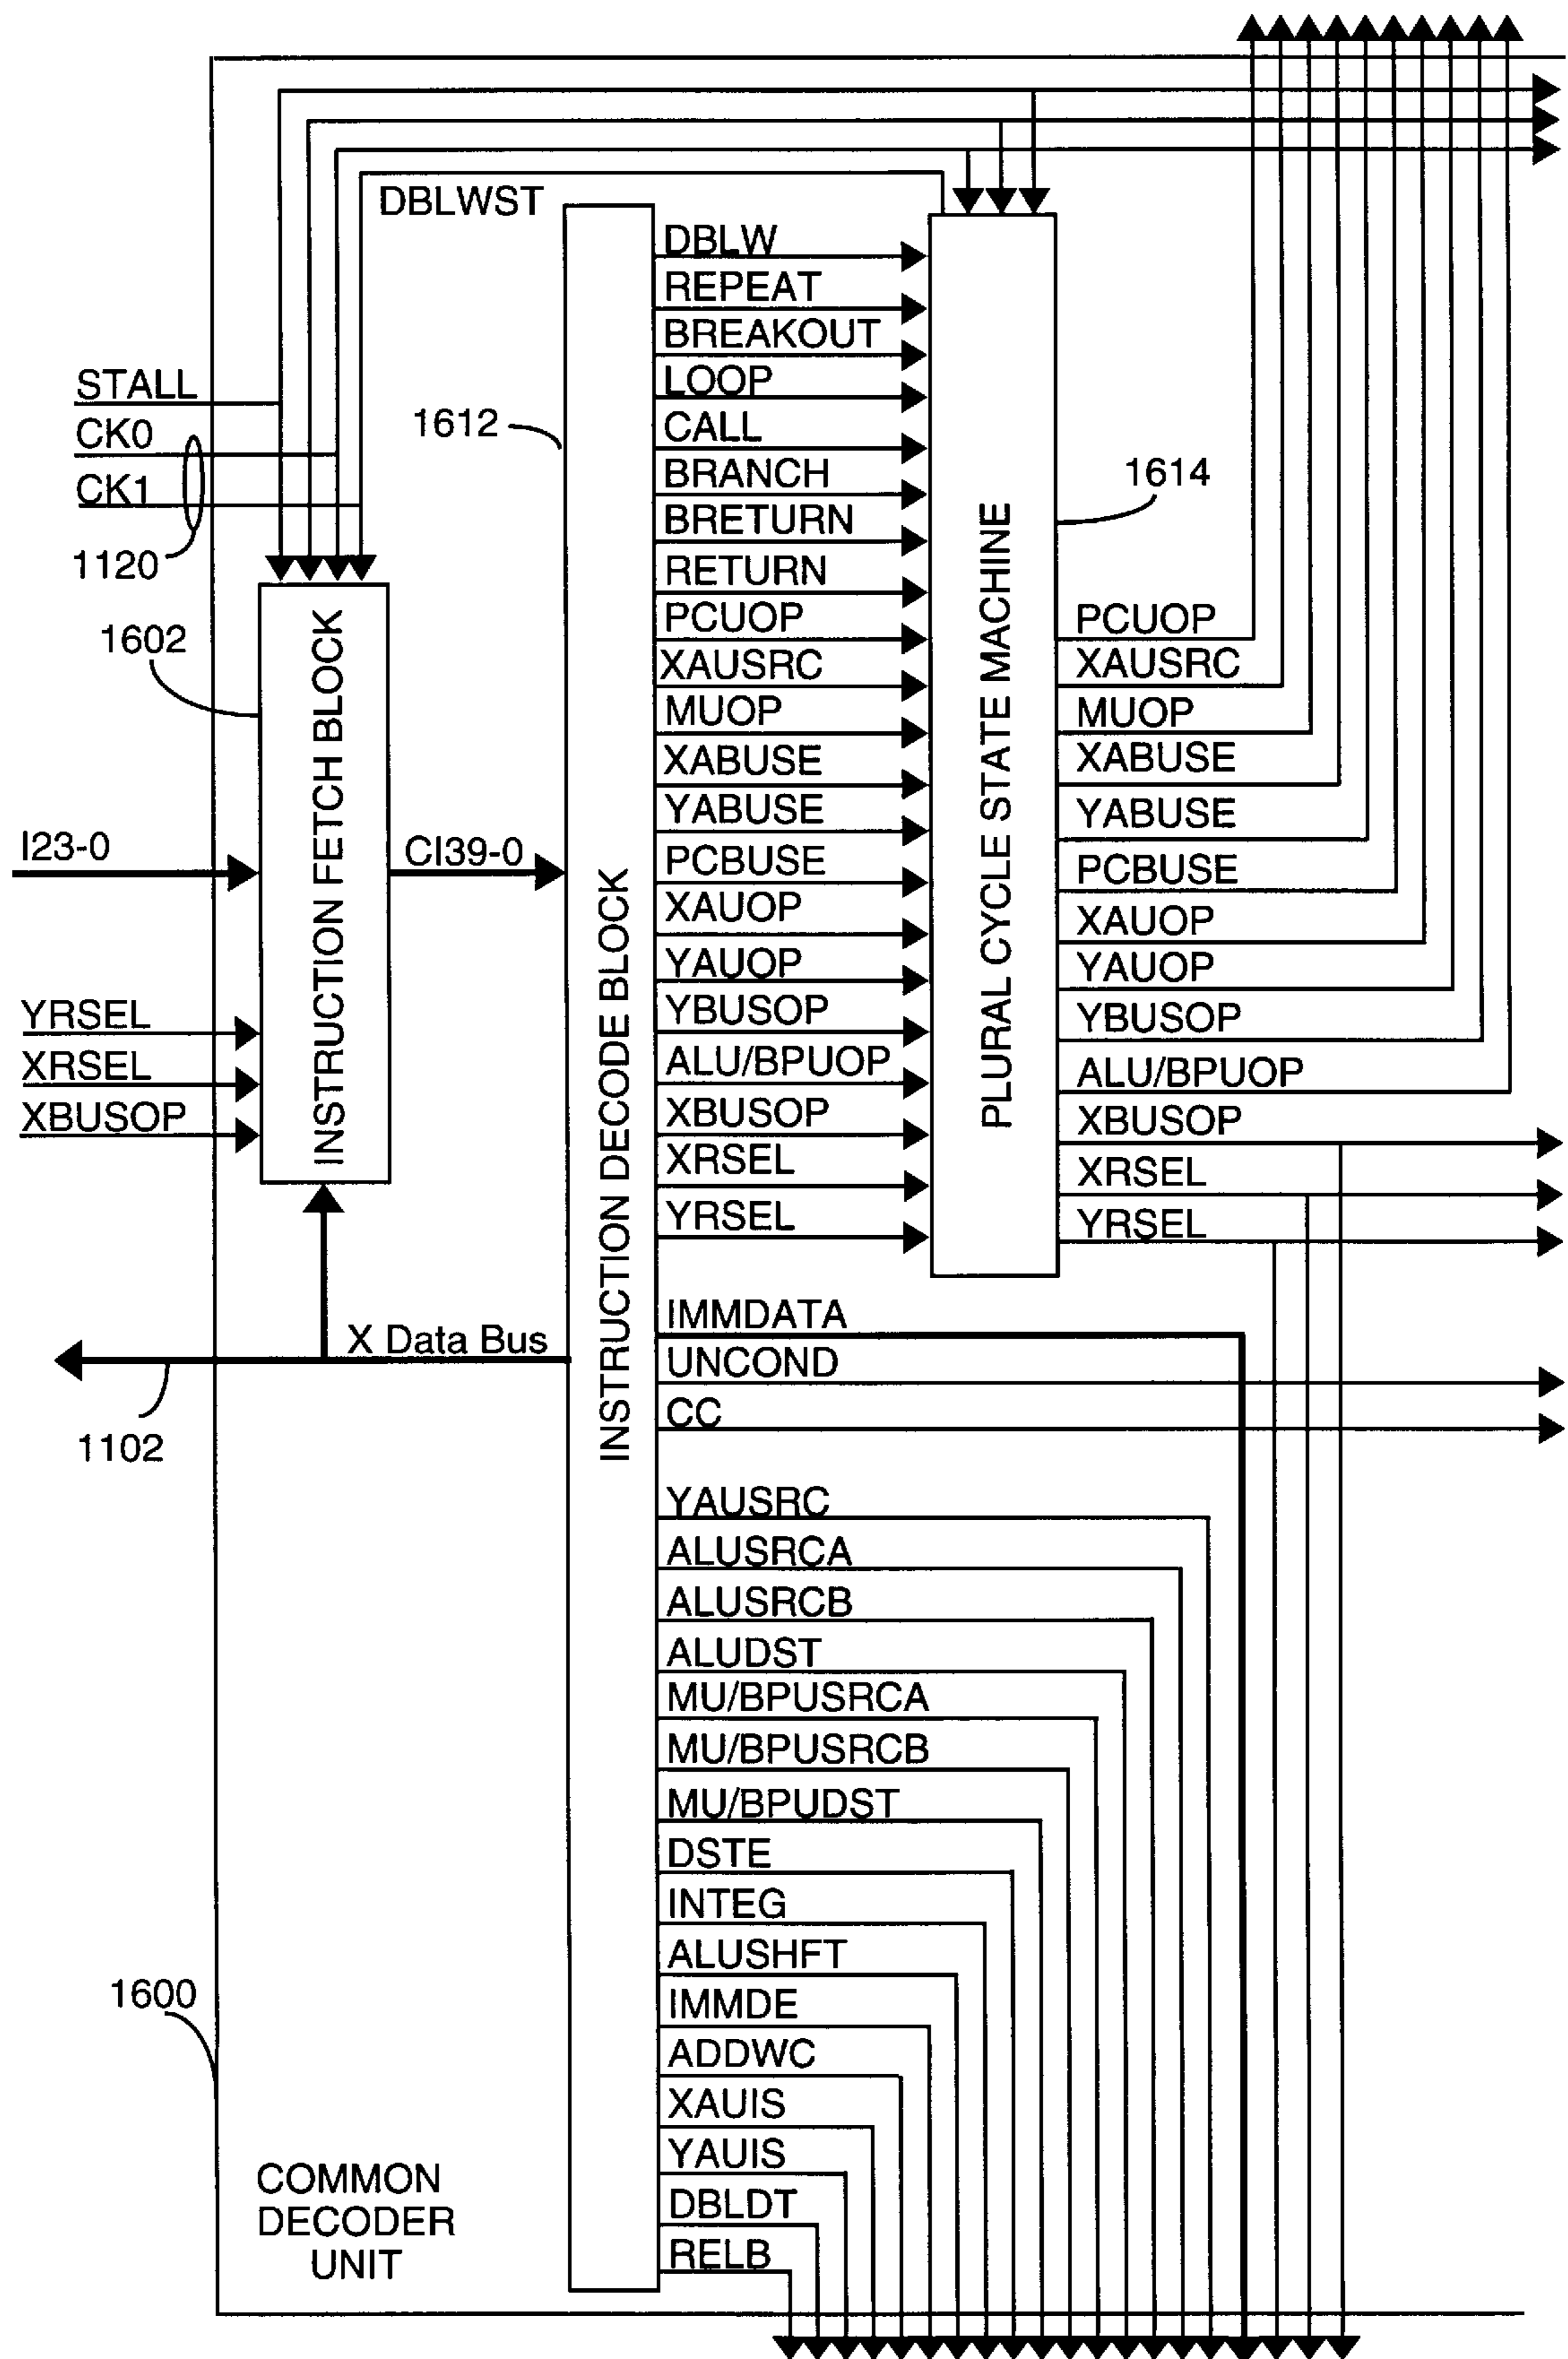 DBLWST
STALL
CK0
CK1
1120
1602
INSTRUCTION FETCH BLOCK
I23-0
CI39-0
YRSEL
XRSEL
XBUSOP
X Data Bus
1102
1612
INSTRUCTION DECODE BLOCK
DBLW
REPEAT
BREAKOUT
LOOP
CALL
BRANCH
BRETURN
RETURN
PCUOP
XAUSRC
MUOP
XABUSE
YABUSE
PCBUSE
XAUOP
YAUOP
YBUSOP
ALU/BPUOP
XBUSOP
XRSEL
YRSEL
1614
PLURAL CYCLE STATE MACHINE
PCUOP
XAUSRC
MUOP
XABUSE
YABUSE
PCBUSE
XAUOP
YAUOP
YBUSOP
ALU/BPUOP
XBUSOP
XRSEL
YRSEL
IMMDATA
UNCOND
CC
YAUSRC
ALUSRCA
ALUSRCB
ALUDST
MU/BPUSRCA
MU/BPUSRCB
MU/BPUDST
DSTE
INTEG
ALUSHFT
IMMDE
ADDWC
XAUIS
YAUIS
DBLDT
RELB
1600
COMMON
DECODER
UNIT